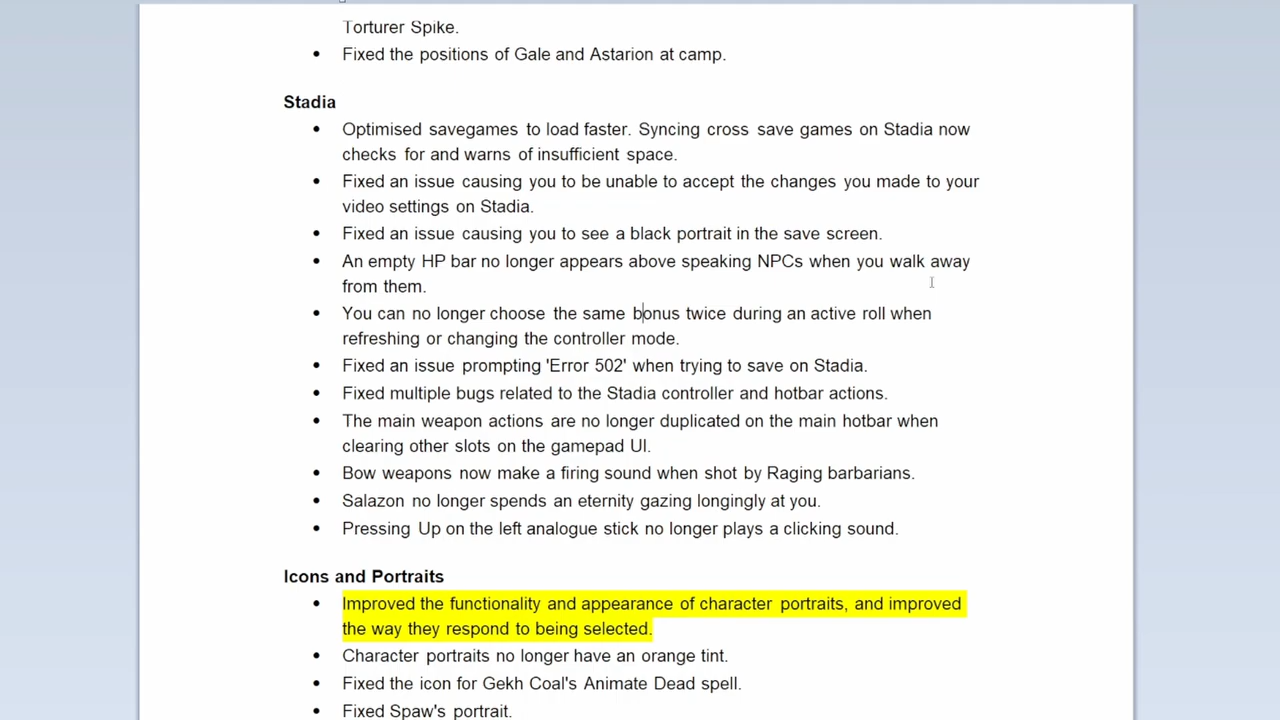 Torturer Spike.
• Fixed the positions of Gale and Astarion at camp.
Stadia
• Optimised savegames to load faster. Syncing cross save games on Stadia now
checks for and warns of insufficient space.
• Fixed an issue causing you to be unable to accept the changes you made to your
video settings on Stadia.
• Fixed an issue causing you to see a black portrait in the save screen.
• An empty HP bar no longer appears above speaking NPCs when you walk away
from them.
• You can no longer choose the same bonus twice during an active roll when
refreshing or changing the controller mode.
• Fixed an issue prompting 'Error 502' when trying to save on Stadia.
• Fixed multiple bugs related to the Stadia controller and hotbar actions.
• The main weapon actions are no longer duplicated on the main hotbar when
clearing other slots on the gamepad UI.
• Bow weapons now make a firing sound when shot by Raging barbarians.
• Salazon no longer spends an eternity gazing longingly at you.
• Pressing Up on the left analogue stick no longer plays a clicking sound.
Icons and Portraits
• Improved the functionality and appearance of character portraits, and improved
the way they respond to being selected.
• Character portraits no longer have an orange tint.
• Fixed the icon for Gekh Coal's Animate Dead spell.
• Fixed Spaw's portrait.